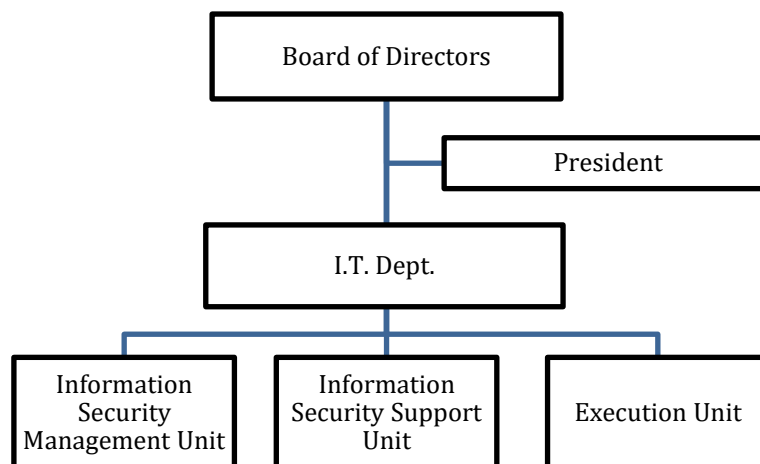 Board of Directors
President
I.T. Dept.
Information
Security
Management Unit
Information
Security Support
Unit
Execution Unit